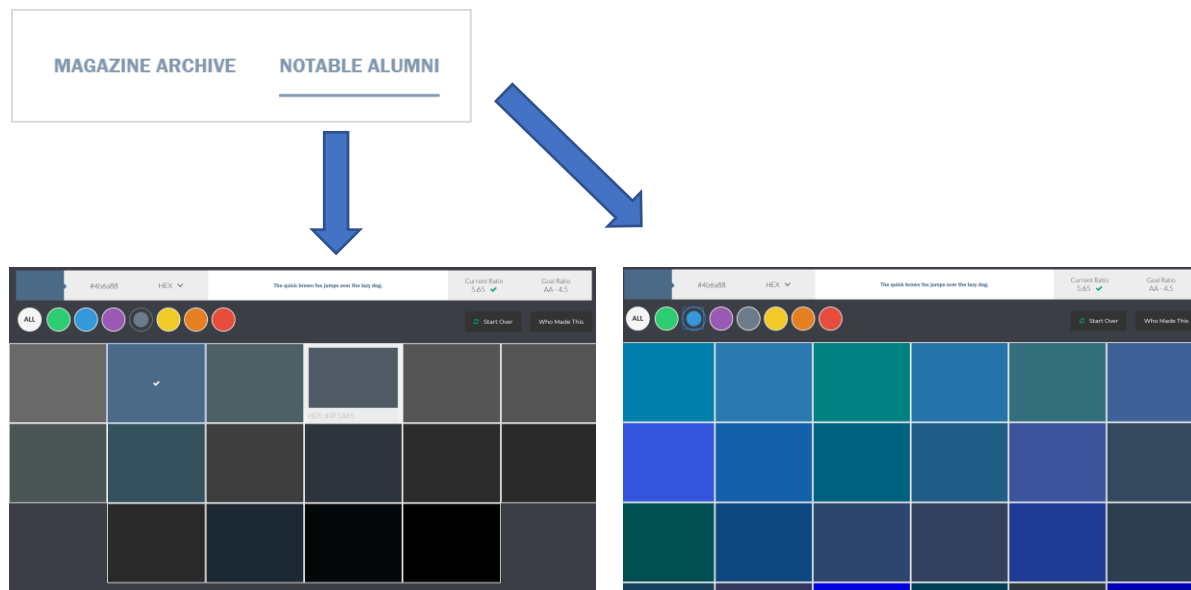 MAGAZINE ARCHIVE NOTABLE ALUMNI
#4b6a88 HEX The quick brown fox jumps over the lazy dog. Current Ratio 5.65 Goal Ratio AA - 4.5
ALL Start Over Who Made This
HEX: #4F5A65
#4b6a88 HEX The quick brown fox jumps over the lazy dog. Current Ratio 5.65 Goal Ratio AA - 4.5
ALL Start Over Who Made This